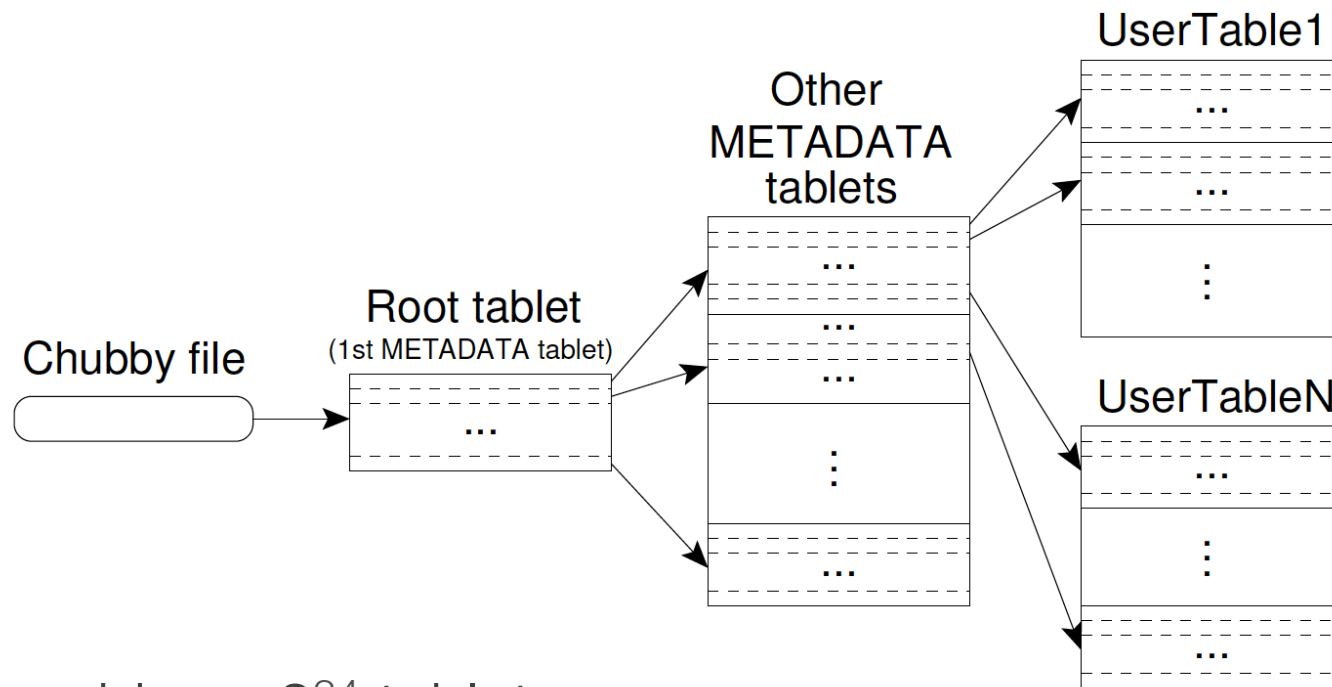 UserTable1
Other
METADATA
tablets
Root tablet
(1st METADATA tablet)
Chubby file
UserTableN
...
...
...
...
...
...
...
...